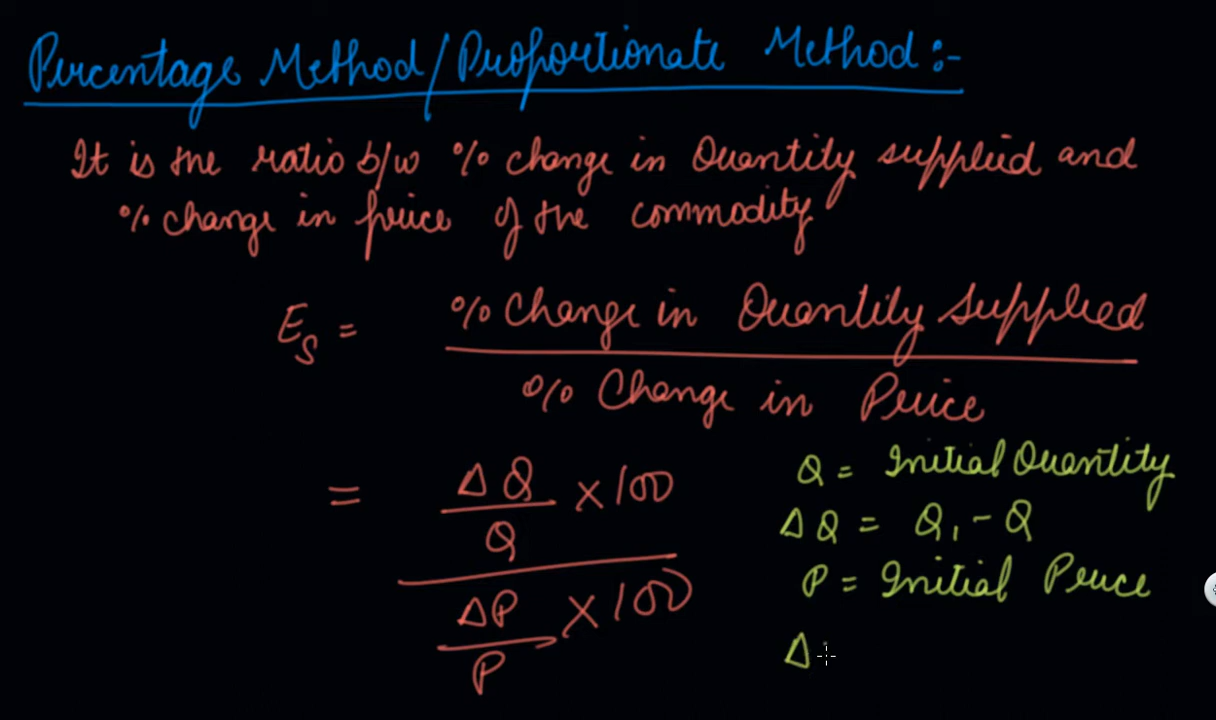 Percentage Method/Proportionate Method:-
It is the ratio b/w % change in Quantity supplied and
% change in price of the commodity
Es = % Change in Quantity Supplied
% Change in Price
= ΔQ/Q × 100
ΔP/P × 100
Q = Initial Quantity
ΔQ = Q₁ - Q
P = Initial Price
Δ